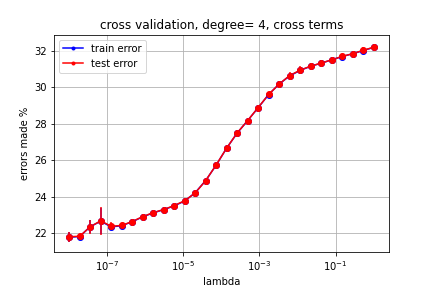 cross validation, degree= 4, cross terms
train error
test error
errors made %
32
30
28
26
24
22
10⁻⁷
10⁻⁵
10⁻³
10⁻¹
lambda